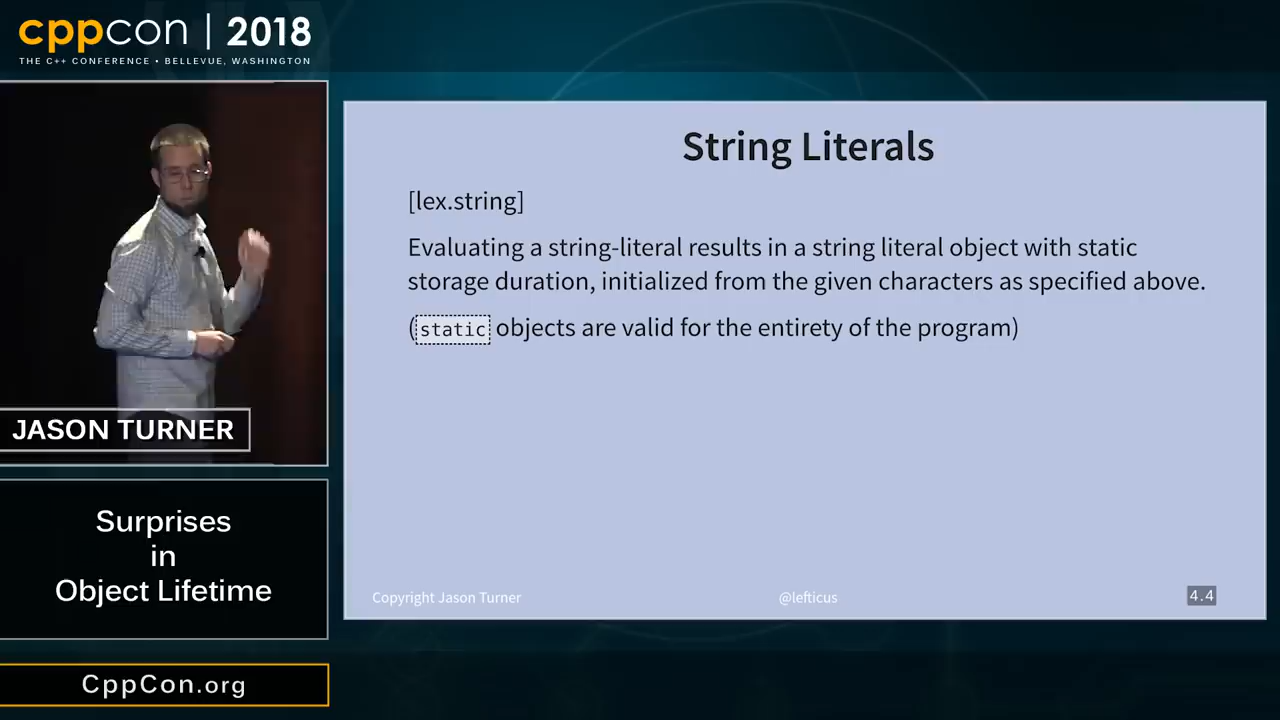 cppcon | 2018
THE C++ CONFERENCE • BELLEVUE, WASHINGTON
JASON TURNER
Surprises
in
Object Lifetime
CppCon.org
String Literals
[lex.string]
Evaluating a string-literal results in a string literal object with static
storage duration, initialized from the given characters as specified above.
(static objects are valid for the entirety of the program)
Copyright Jason Turner
@lefticus
4.4